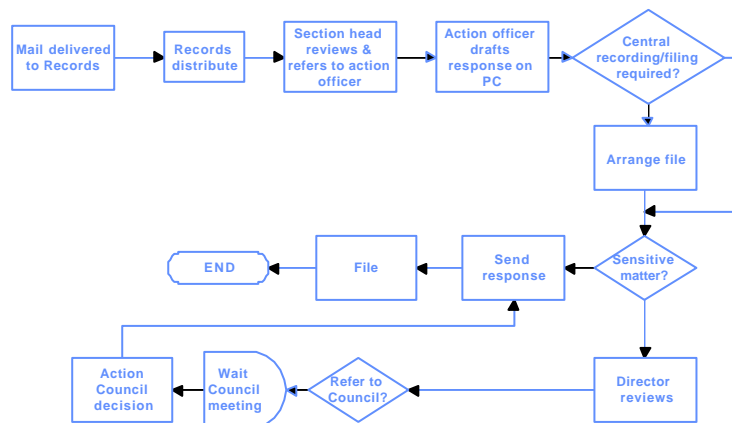 Mail delivered
to Records
Records
distribute
Section head
reviews &
refers to action
officer
Action officer
drafts
response on
PC
Central
recording/filing
required?
Arrange file
Sensitive
matter?
Send
response
File
END
Director
reviews
Refer to
Council?
Wait
Council
meeting
Action
Council
decision